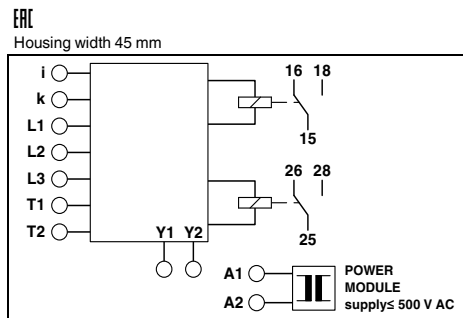 EAC
Housing width 45 mm
i
k
L1
L2
L3
T1
T2
Y1 Y2
16 18
15
26 28
25
A1
A2
POWER
MODULE
supply≤ 500 V AC